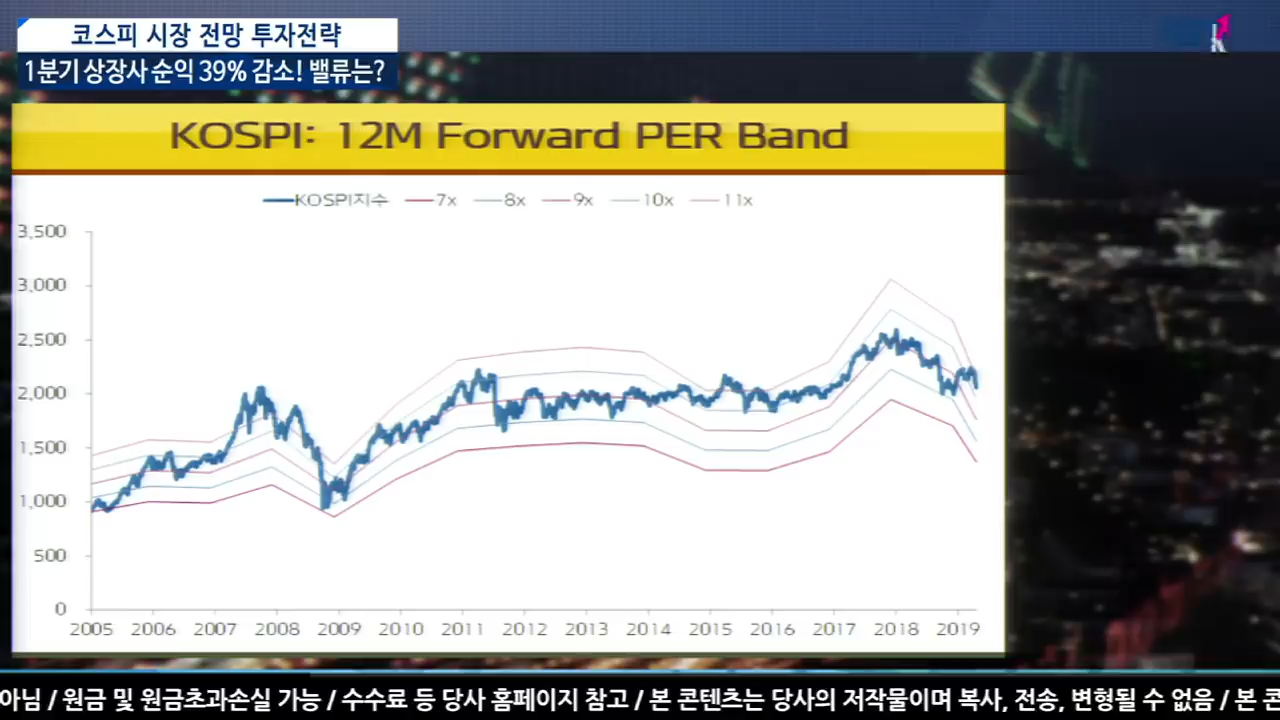 코스피 시장 전망 투자전략
1분기 상장사 순익 39% 감소! 밸류는?
KOSPI: 12M Forward PER Band
KOSPI지수 7x 8x 9x 10x 11x
3,500
3,000
2,500
2,000
1,500
1,000
500
0
2005 2006 2007 2008 2009 2010 2011 2012 2013 2014 2015 2016 2017 2018 2019
아님 / 원금 및 원금초과손실 가능 / 수수료 등 당사 홈페이지 참고 / 본 콘텐츠는 당사의 저작물이며 복사, 전송, 변형될 수 없음 / 본 콘